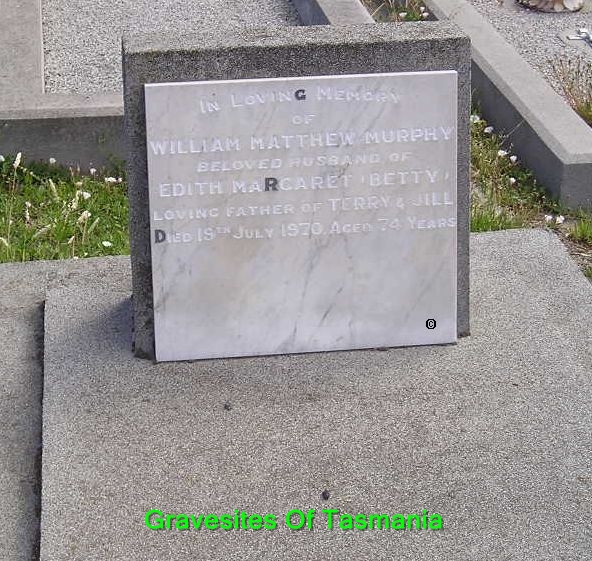 In Loving Memory
OF
WILLIAM MATTHEW MURPHY
BELOVED HUSBAND OF
EDITH MARGARET (BETTY)
LOVING FATHER OF TERRY & JILL
Died 19th July 1970, Aged 74 Years
©
Gravesites Of Tasmania